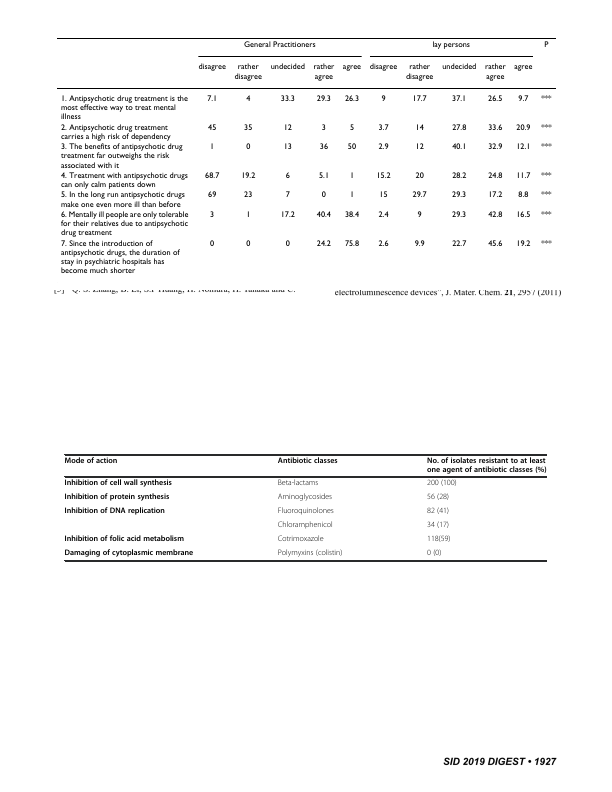 General Practitioners lay persons P
disagree rather disagree undecided rather agree agree disagree rather disagree undecided rather agree agree
1. Antipsychotic drug treatment is the 7.1 4 33.3 29.3 26.3 9 17.7 37.1 26.5 9.7 ***
most effective way to treat mental
illness
2. Antipsychotic drug treatment 45 35 12 3 5 3.7 14 27.8 33.6 20.9 ***
carries a high risk of dependency
3. The benefits of antipsychotic drug 1 0 13 36 50 2.9 12 40.1 32.9 12.1 ***
treatment far outweighs the risk
associated with it
4. Treatment with antipsychotic drugs 68.7 19.2 6 5.1 1 15.2 20 28.2 24.8 11.7 ***
can only calm patients down
5. In the long run antipsychotic drugs 69 23 7 0 1 15 29.7 29.3 17.2 8.8 ***
make one even more ill than before
6. Mentally ill people are only tolerable 3 1 17.2 40.4 38.4 2.4 9 29.3 42.8 16.5 ***
for their relatives due to antipsychotic
drug treatment
7. Since the introduction of 0 0 0 24.2 75.8 2.6 9.9 22.7 45.6 19.2 ***
antipsychotic drugs, the duration of
stay in psychiatric hospitals has
become much shorter
electroluminescence devices", J. Mater. Chem. 21, 2957 (2011)
Mode of action Antibiotic classes No. of isolates resistant to at least
one agent of antibiotic classes (%)
Inhibition of cell wall synthesis Beta-lactams 200 (100)
Inhibition of protein synthesis Aminoglycosides 56 (28)
Inhibition of DNA replication Fluoroquinolones 82 (41)
Chloramphenicol 34 (17)
Inhibition of folic acid metabolism Cotrimoxazole 118(59)
Damaging of cytoplasmic membrane Polymyxins (colistin) 0 (0)
SID 2019 DIGEST • 1927